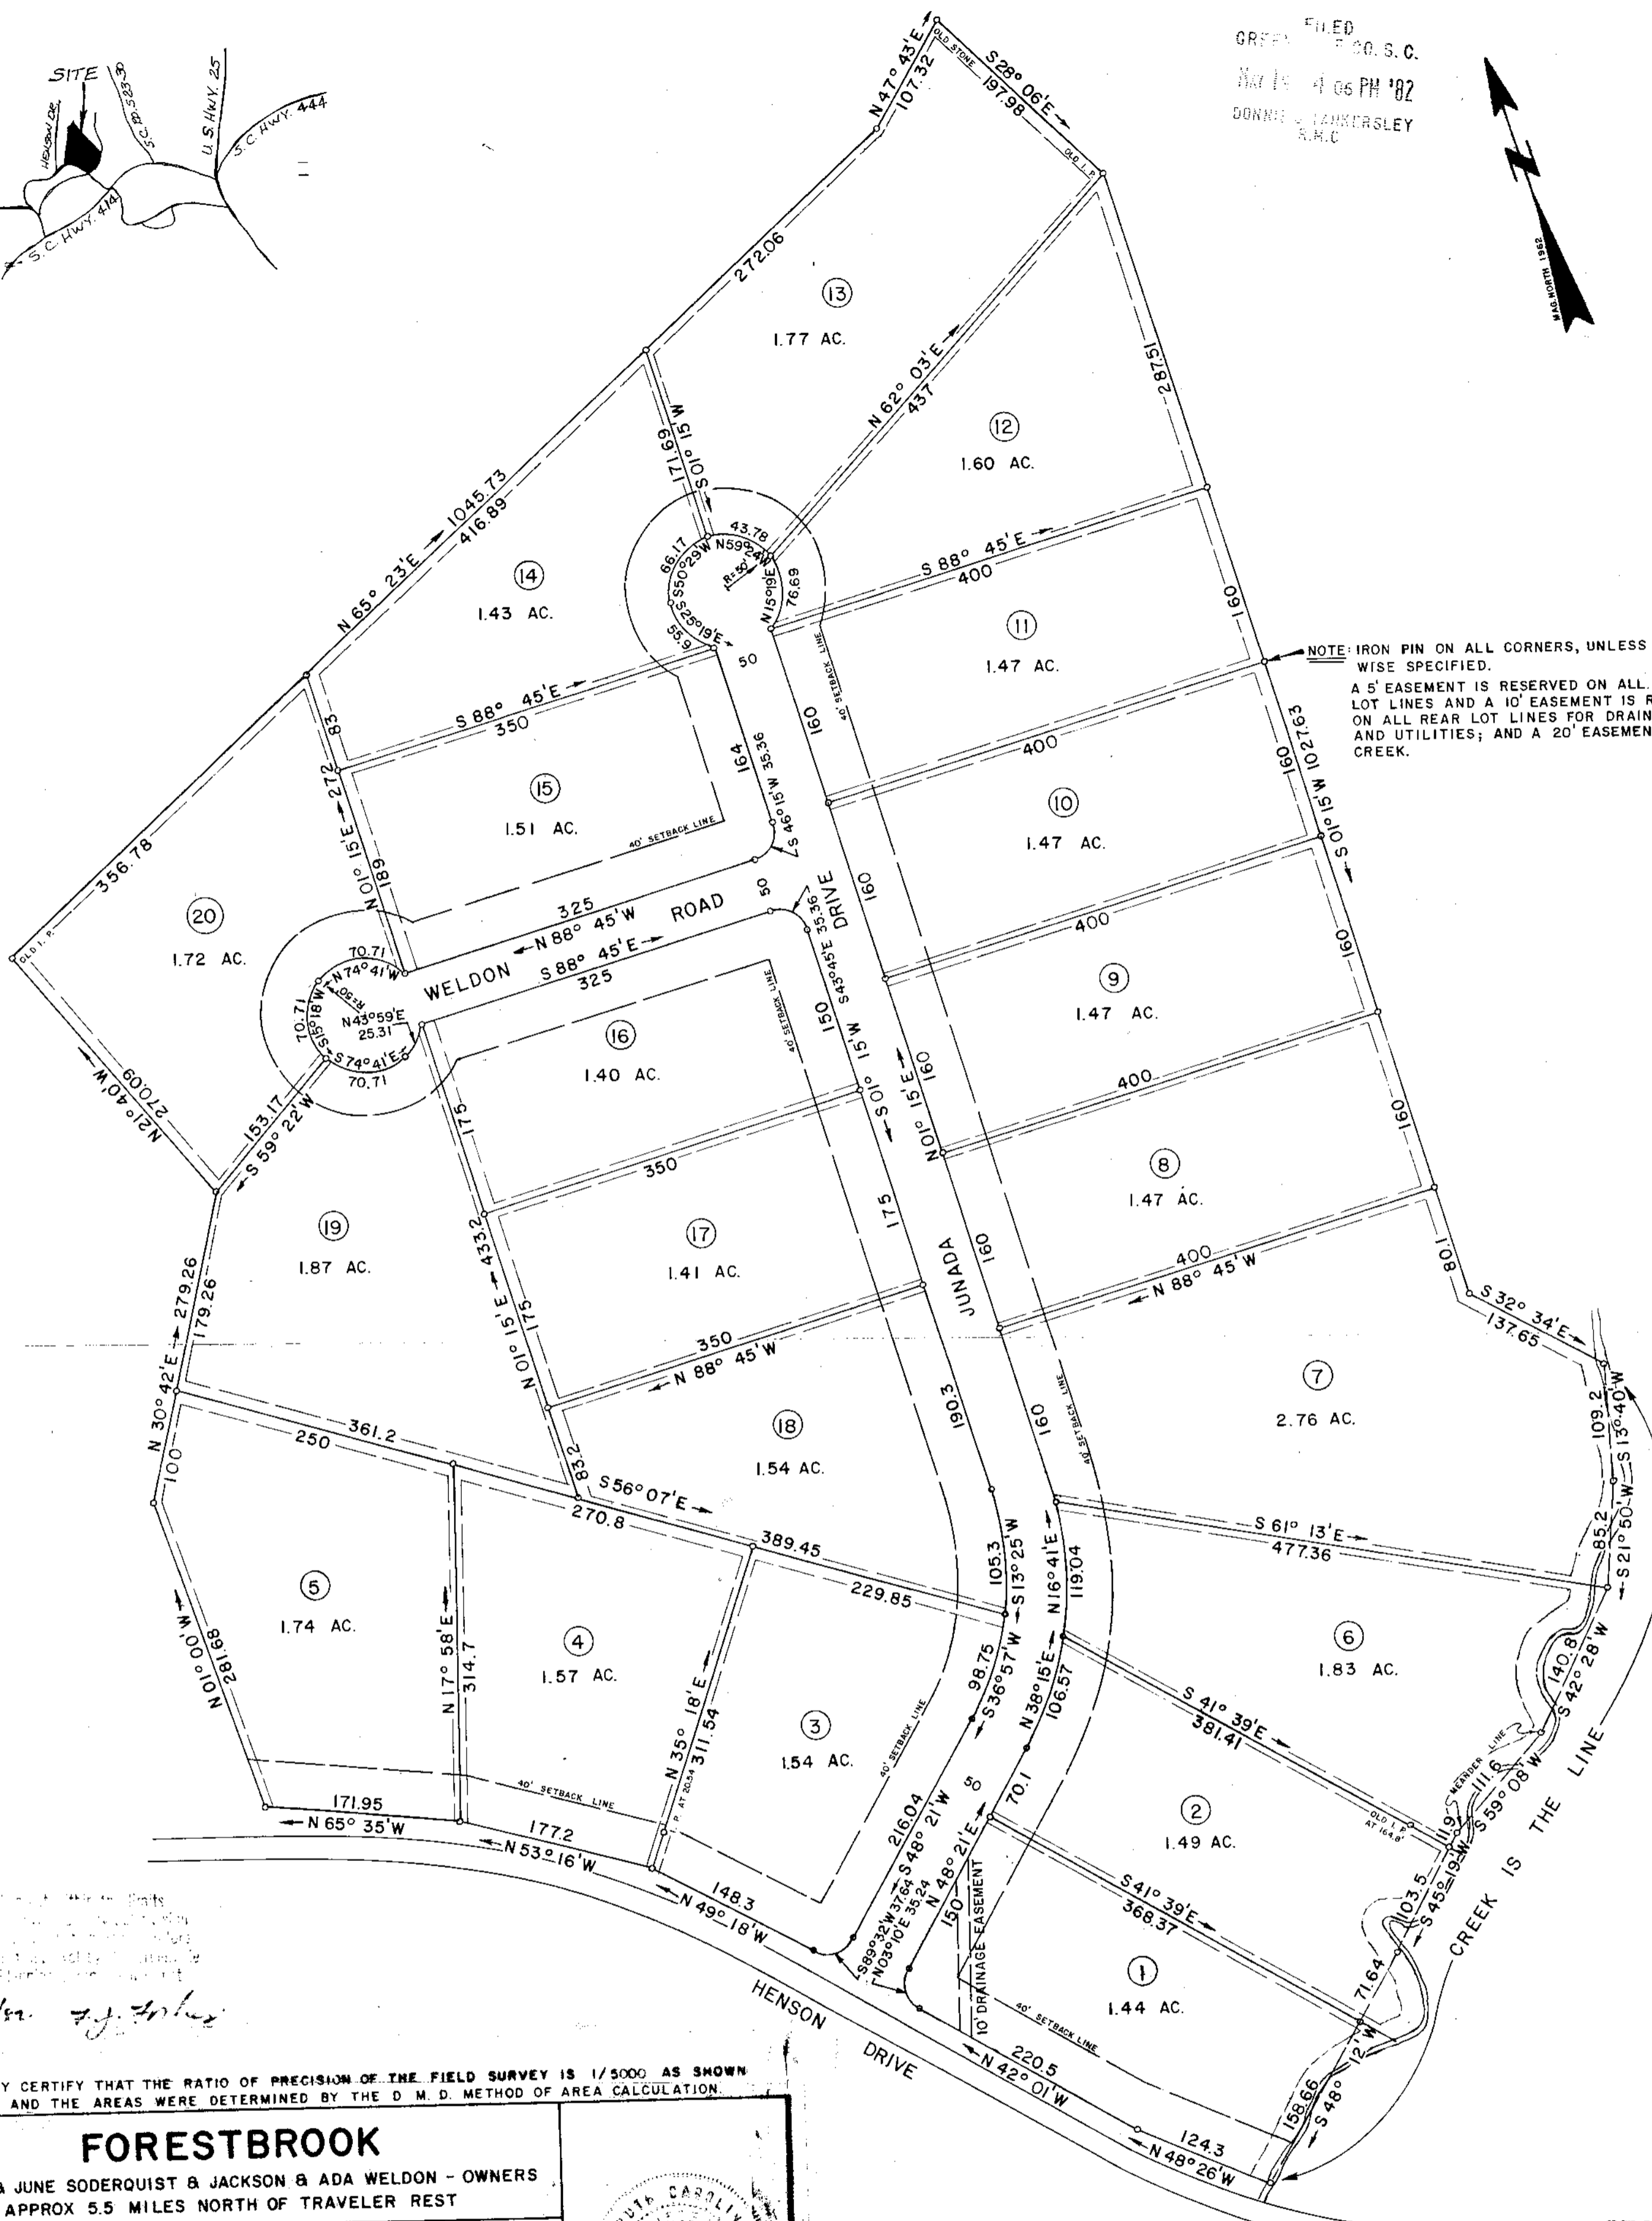 SITE
HENSON DR.
S.C. RD. S23-30
U. S. HWY. 25
S. C. HWY. 444
S. C. HWY. 414
FILED
CO. S. C.
4 06 PM '82
R.M.C
MAG. NORTH 1962
N 47° 43' E
107.32
OLD STONE
S 28° 06' E
197.98
OLD I. P.
272.06
13
1.77 AC.
N 62° 03' E
437
287.51
12
1.60 AC.
S 01° 15' W
171.69
N 65° 23' E
1045.73
416.89
14
1.43 AC.
66.17
S 50° 29' W
43.78
N 59° 24' W
R=50'
N 15° 19' E
76.69
S 25° 19' E
55.9
50
S 88° 45' E
400
11
1.47 AC.
160
NOTE: IRON PIN ON ALL CORNERS, UNLESS
WISE SPECIFIED.
A 5' EASEMENT IS RESERVED ON ALL
LOT LINES AND A 10' EASEMENT IS R
ON ALL REAR LOT LINES FOR DRAIN
AND UTILITIES; AND A 20' EASEMEN
CREEK.
S 88° 45' E
350
83
272
N 01° 15' E
189
15
1.51 AC.
40' SETBACK LINE
164
S 46° 15' W 35.36
40' SETBACK LINE
160
400
160
S 01° 15' W 1027.63
10
1.47 AC.
160
400
160
356.78
20
1.72 AC.
OLD I. P.
325
N 88° 45' W
WELDON ROAD
S 88° 45' E
325
50
S 43° 45' E 35.36
DRIVE
70.71
N 74° 41' W
R=50'
70.71
S 15° 18' W
N 43° 59' E
25.31
S 74° 41' E
70.71
N 21° 40' W
270.09
153.17
S 59° 22' W
16
1.40 AC.
40' SETBACK LINE
150
S 01° 15' W
9
1.47 AC.
160
N 01° 15' E
400
160
175
350
175
19
1.87 AC.
17
1.41 AC.
8
1.47 AC.
N 01° 15' E
433.2
175
JUNADA
160
400
N 88° 45' W
80.1
S 32° 34' E
137.65
N 30° 42' E
279.26
179.26
100
350
N 88° 45' W
190.3
160
40' SETBACK LINE
7
2.76 AC.
109.2
S 13° 40' W
361.2
250
18
1.54 AC.
83.2
S 56° 07' E
270.8
389.45
229.85
105.3
S 13° 25' W
N 16° 41' E
119.04
S 61° 13' E
477.36
85.2
S 21° 50' W
5
1.74 AC.
N 01° 00' W
281.68
N 17° 58' E
314.7
4
1.57 AC.
N 35° 18' E
311.54
I. P. AT 20.54
3
1.54 AC.
40' SETBACK LINE
98.75
S 36° 57' W
N 38° 15' E
106.57
6
1.83 AC.
140.8
S 42° 28' W
S 41° 39' E
381.41
MEANDER LINE
111.6
S 59° 08' W
171.95
N 65° 35' W
40' SETBACK LINE
177.2
N 53° 16' W
216.04
S 48° 21' W
50
70.1
N 48° 21' E
150
2
1.49 AC.
OLD I. P.
AT 164.8'
11.9
103.5
S 45° 19' W
148.3
N 49° 18' W
S 89° 32' W 37.64
N 03° 10' E 35.24
10' DRAINAGE EASEMENT
S 41° 39' E
368.37
71.64
CREEK IS THE LINE
1
1.44 AC.
40' SETBACK LINE
HENSON DRIVE
220.5
N 42° 01' W
158.66
S 48° 12' W
124.3
N 48° 26' W
Y CERTIFY THAT THE RATIO OF PRECISION OF THE FIELD SURVEY IS 1/5000 AS SHOWN
AND THE AREAS WERE DETERMINED BY THE D. M. D. METHOD OF AREA CALCULATION.
FORESTBROOK
& JUNE SODERQUIST & JACKSON & ADA WELDON - OWNERS
APPROX 5.5 MILES NORTH OF TRAVELER REST
SOUTH CAROLIN